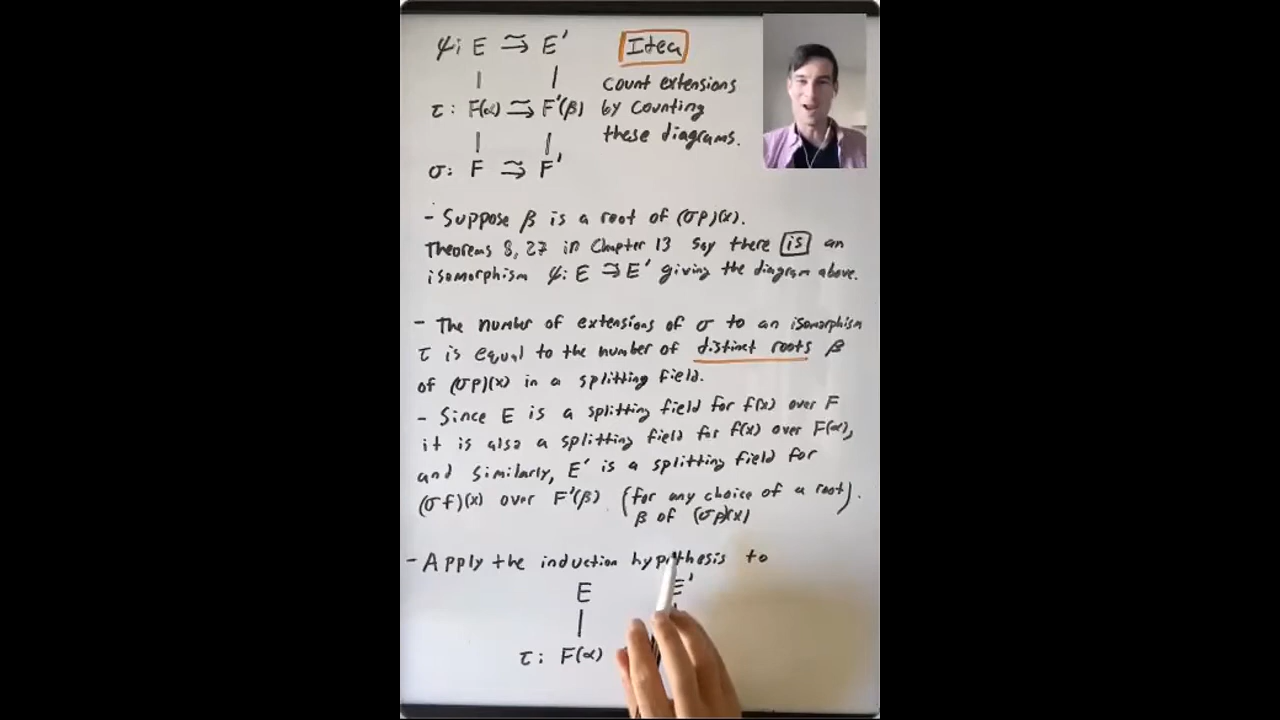 ψ: E ⥲ E'
Idea
count extensions
τ: F(α) ⥲ F'(β) by counting
these diagrams.
σ: F ⥲ F'
- Suppose β is a root of (σp)(x).
Theorems 8, 27 in Chapter 13 say there is an
isomorphism ψ: E ⥲ E' giving the diagram above.
- The number of extensions of σ to an isomorphism
τ is equal to the number of distinct roots β
of (σp)(x) in a splitting field.
- Since E is a splitting field for f(x) over F
it is also a splitting field for f(x) over F(α),
and similarly, E' is a splitting field for
(σf)(x) over F'(β) (for any choice of a root).
β of (σp)(x)
- Apply the induction hypothesis to
E E'
τ: F(α)